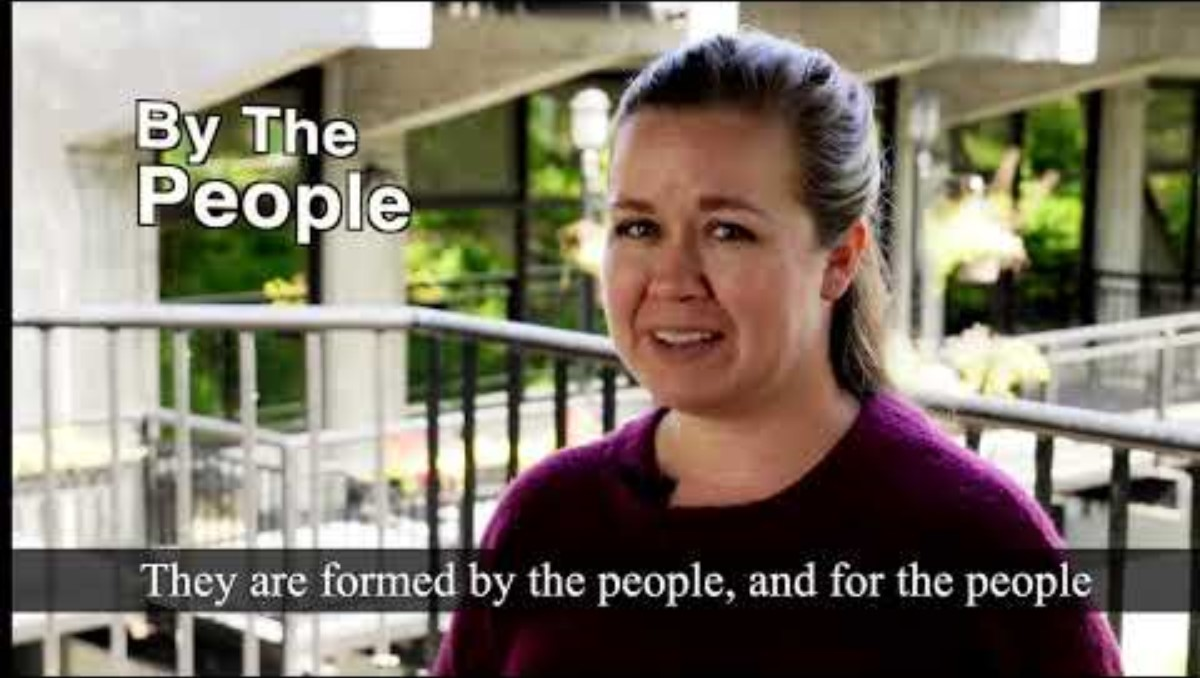 By The
People
They are formed by the people, and for the people